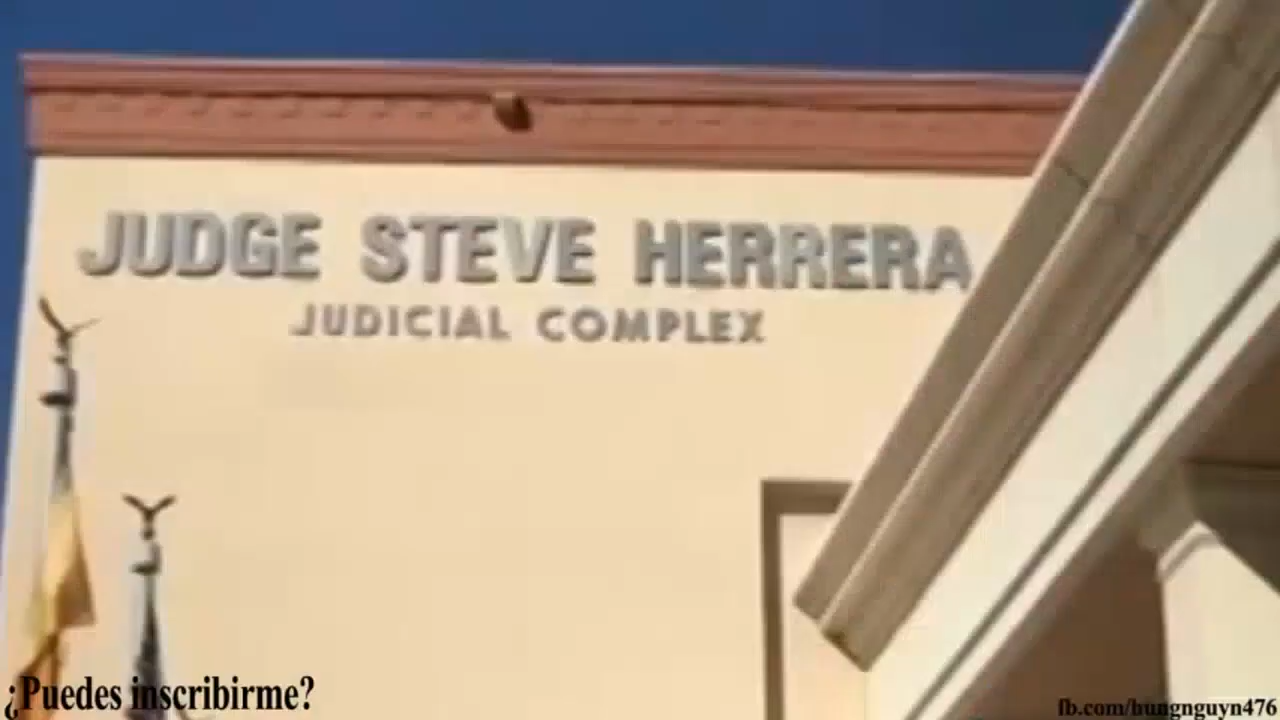 JUDGE STEVE HERRERA
JUDICIAL COMPLEX
¿Puedes inscribirme?
fb.com/hungnguyn476